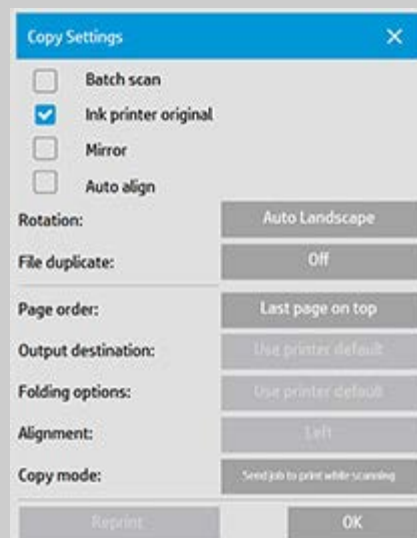 Copy Settings
Batch scan
Ink printer original
Mirror
Auto align
Rotation: Auto Landscape
File duplicate: Off
Page order: Last page on top
Output destination: Use printer default
Folding options: Use printer default
Alignment: Left
Copy mode: Send job to print while scanning
Reprint OK